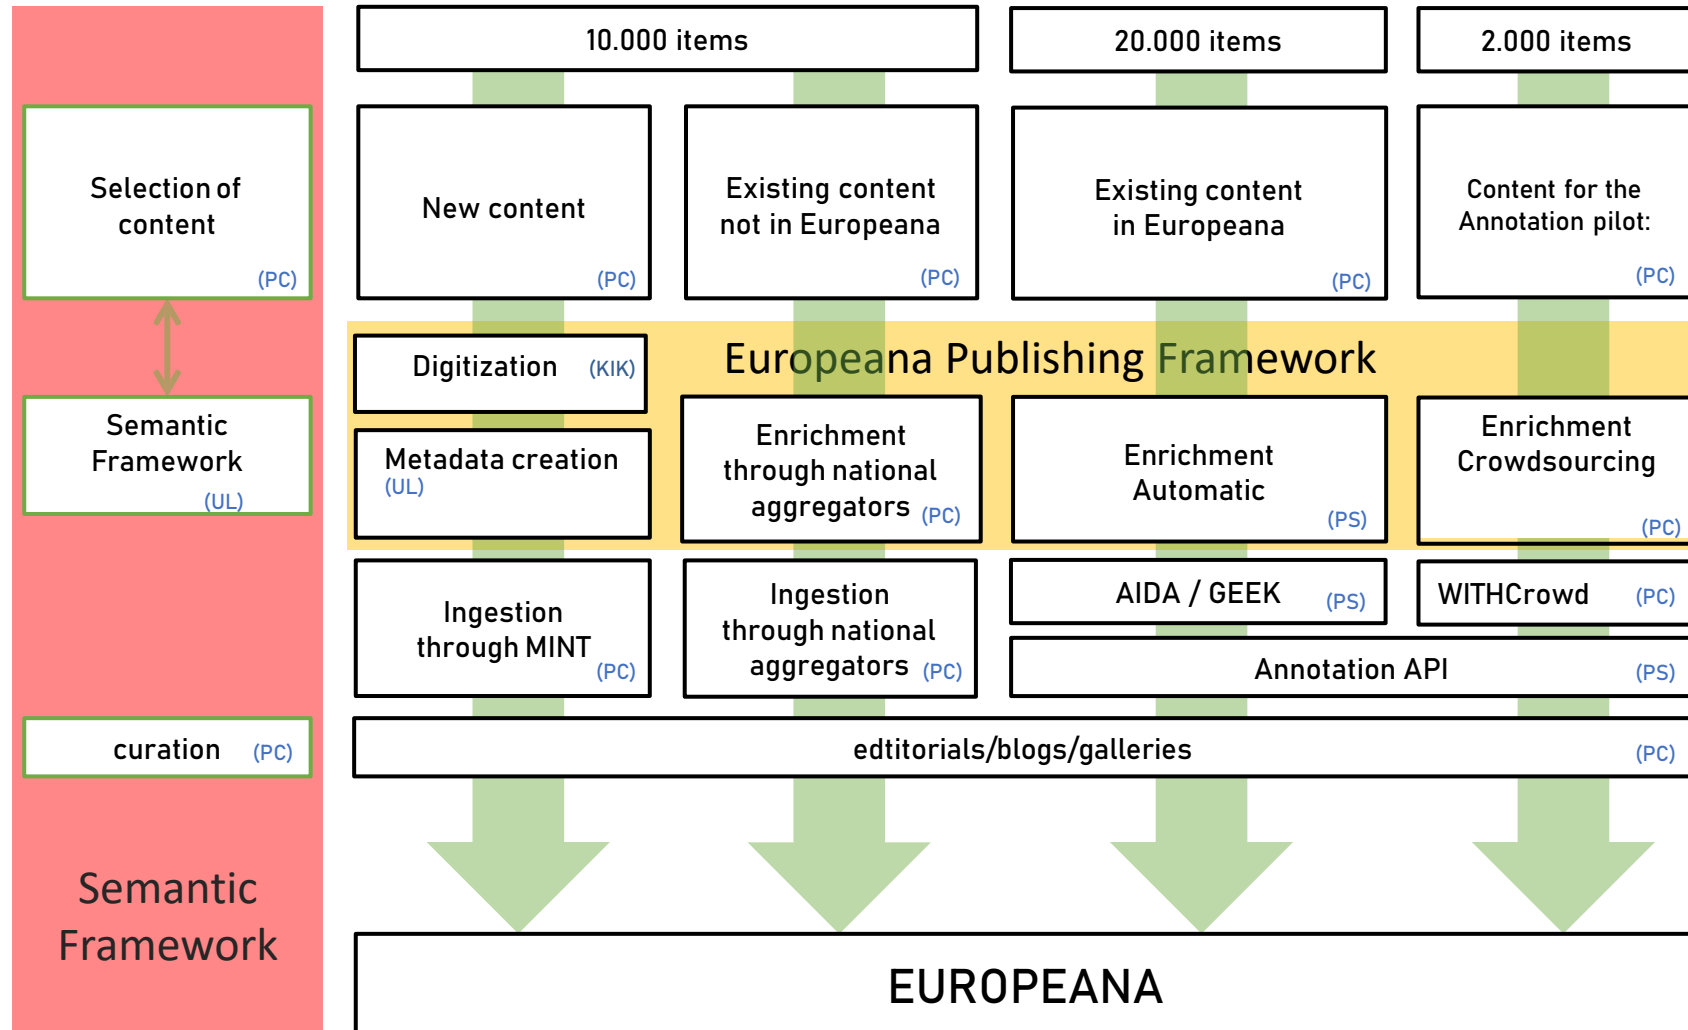 10.000 items
20.000 items
2.000 items
Selection of
content
(PC)
New content
(PC)
Existing content
not in Europeana
(PC)
Existing content
in Europeana
(PC)
Content for the
Annotation pilot:
(PC)
Europeana Publishing Framework
Digitization (KIK)
Semantic
Framework
(UL)
Metadata creation
(UL)
Enrichment
through national
aggregators (PC)
Enrichment
Automatic
(PS)
Enrichment
Crowdsourcing
(PC)
Ingestion
through MINT
(PC)
Ingestion
through national
aggregators (PC)
AIDA / GEEK (PS)
WITHCrowd (PC)
Annotation API (PS)
curation (PC)
edtitorials/blogs/galleries (PC)
Semantic
Framework
EUROPEANA